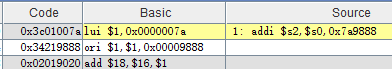 Code Basic Source
0x3c01007a lui $1,0x0000007a 1: addi $s2,$s0,0x7a9888
0x34219888 ori $1,$1,0x00009888
0x02019020 add $18,$16,$1